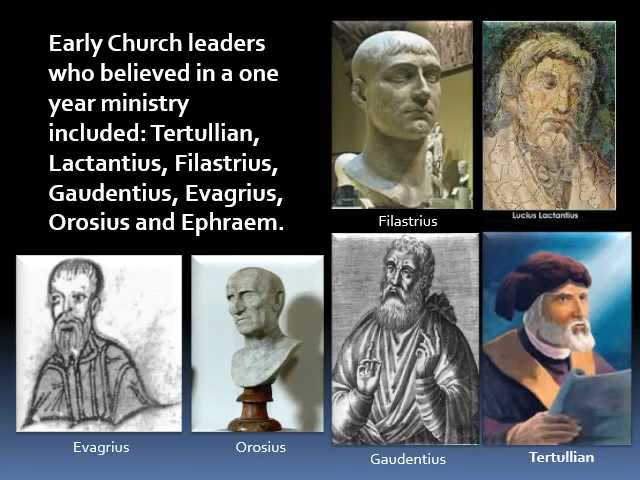 Early Church leaders
who believed in a one
year ministry
included: Tertullian,
Lactantius, Filastrius,
Gaudentius, Evagrius,
Orosius and Ephraem.
Filastrius
Lucius Lactantius
Evagrius
Orosius
Gaudentius
Tertullian